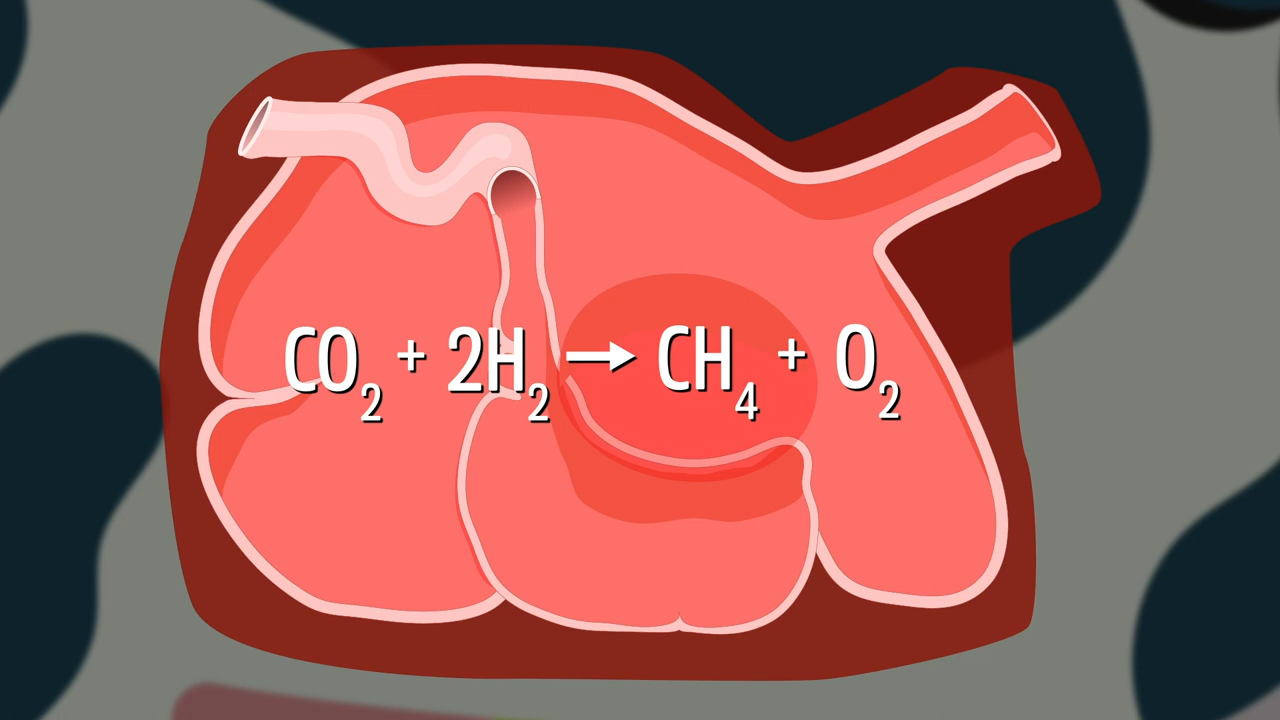 CO₂ + 2H₂ → CH₄ + O₂